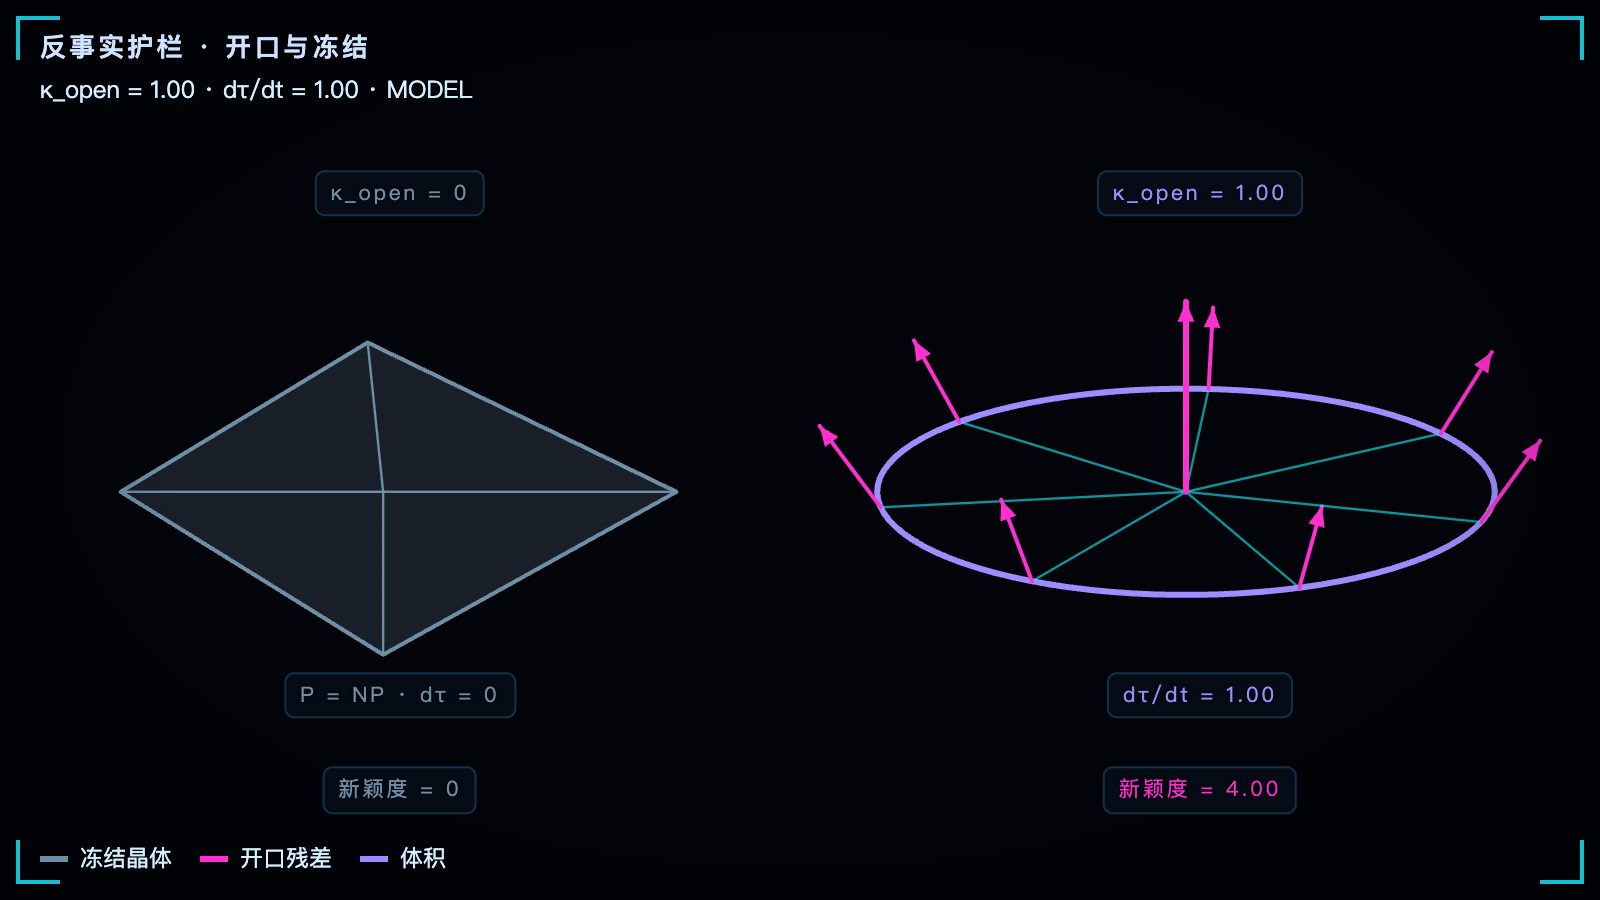 反事实护栏 · 开口与冻结
κ_open = 1.00 · dτ/dt = 1.00 · MODEL
κ_open = 0
κ_open = 1.00
P = NP · dτ = 0
dτ/dt = 1.00
新颖度 = 0
新颖度 = 4.00
冻结晶体
开口残差
体积